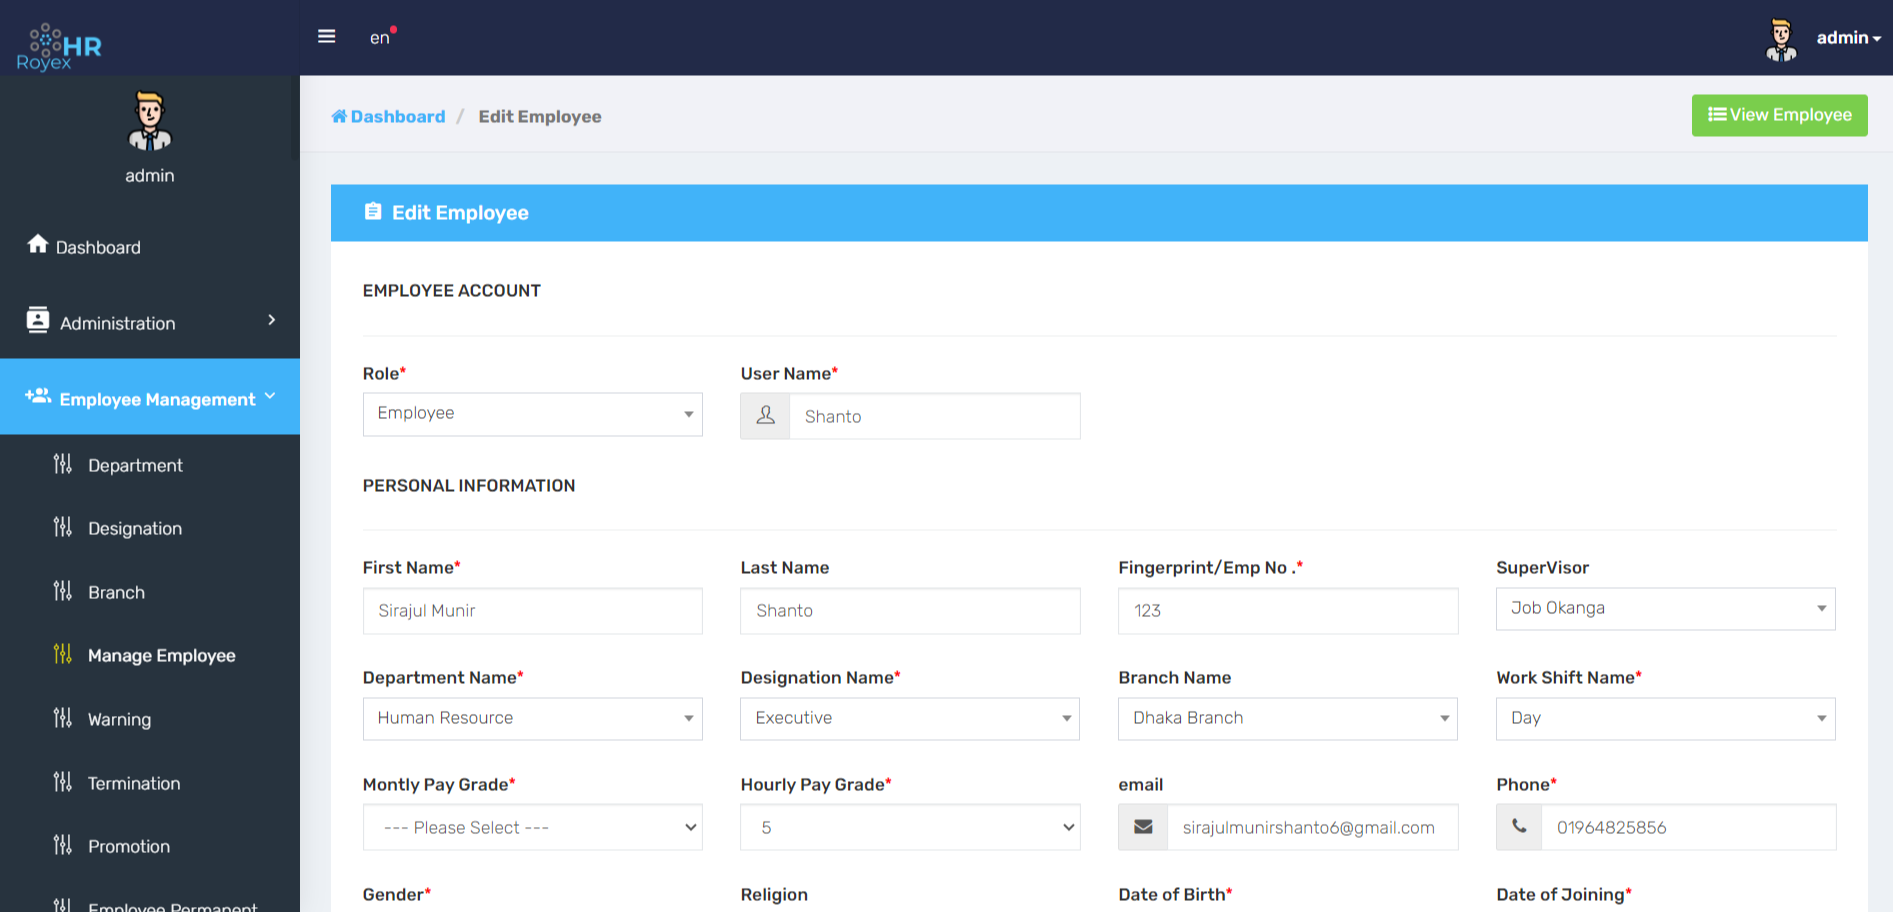 HR
Royex
en
admin
admin
Dashboard
Administration
Employee Management
Department
Designation
Branch
Manage Employee
Warning
Termination
Promotion
Employee Permanent
Dashboard / Edit Employee
View Employee
Edit Employee
EMPLOYEE ACCOUNT
Role* User Name*
Employee Shanto
PERSONAL INFORMATION
First Name* Last Name Fingerprint/Emp No .* SuperVisor
Sirajul Munir Shanto 123 Job Okanga
Department Name* Designation Name* Branch Name Work Shift Name*
Human Resource Executive Dhaka Branch Day
Montly Pay Grade* Hourly Pay Grade* email Phone*
--- Please Select --- 5 sirajulmunirshanto6@gmail.com 01964825856
Gender* Religion Date of Birth* Date of Joining*